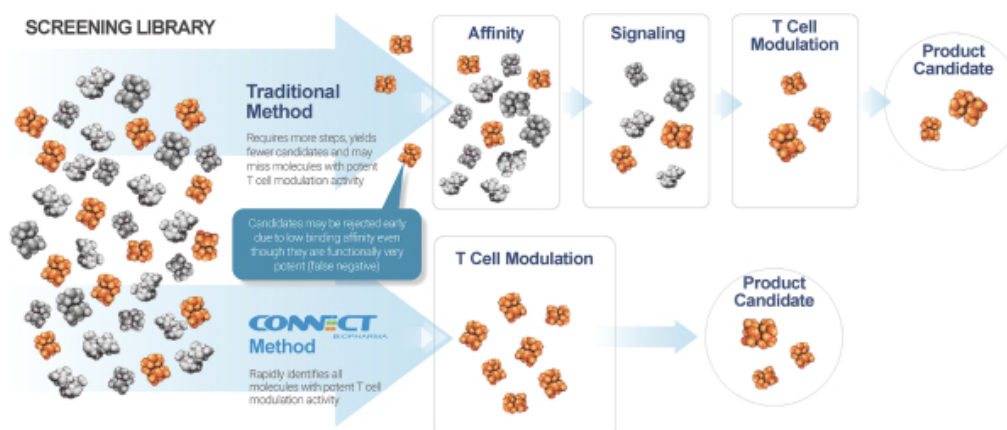 SCREENING LIBRARY
Traditional
Method
Requires more steps, yields
fewer candidates and may
miss molecules with potent
T cell modulation activity
Candidates may be rejected early
due to low binding affinity even
though they are functionally very
potent (false negative)
Affinity
Signaling
T Cell
Modulation
Product
Candidate
CONNECT
BIOPHARMA
Method
Rapidly identifies all
molecules with potent T cell
modulation activity
T Cell Modulation
Product
Candidate